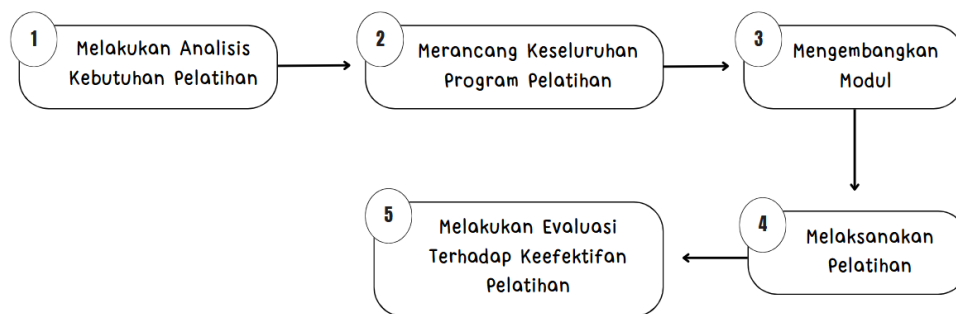 1
Melakukan Analisis
Kebutuhan Pelatihan
2
Merancang Keseluruhan
Program Pelatihan
3
Mengembangkan
Modul
4
Melaksanakan
Pelatihan
5
Melakukan Evaluasi
Terhadap Keefektifan
Pelatihan